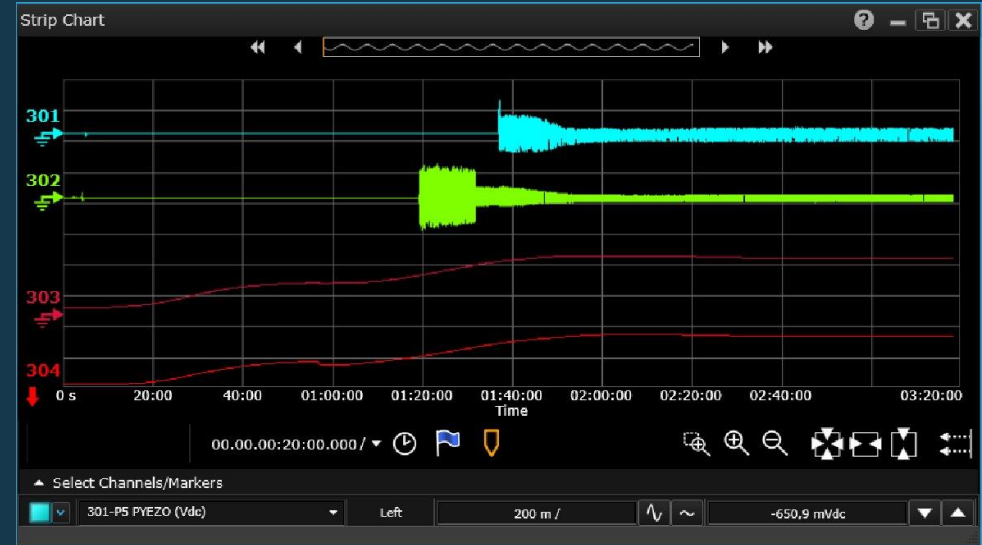 Strip Chart
301
302
303
304
0 s 20:00 40:00 01:00:00 01:20:00 01:40:00 02:00:00 02:20:00 02:40:00 03:20:00
Time
00.00.00:20:00.000 /
Select Channels/Markers
301-P5 PYEZO (Vdc) Left 200 m / -650,9 mVdc